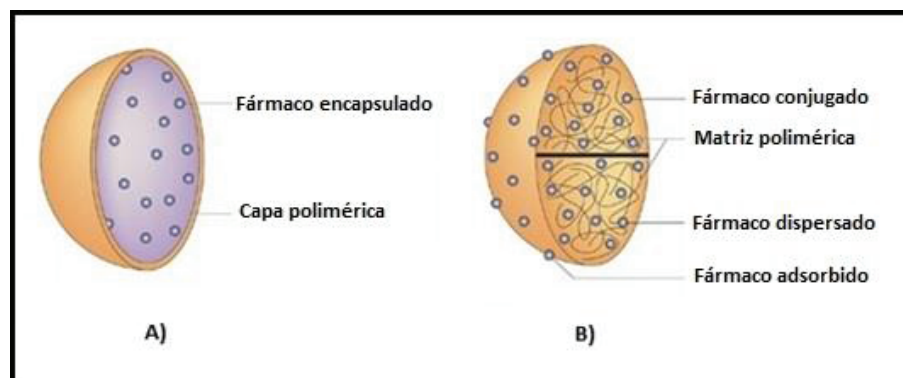 Fármaco encapsulado
Capa polimérica
A)
Fármaco conjugado
Matriz polimérica
Fármaco dispersado
Fármaco adsorbido
B)